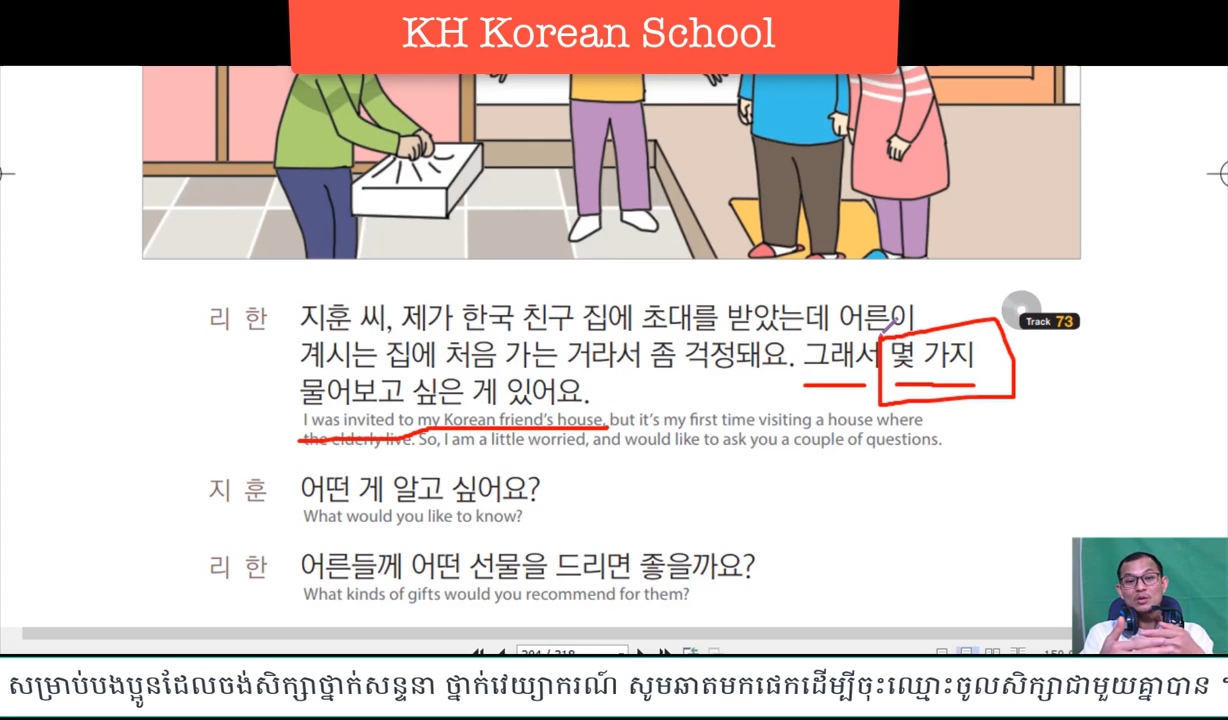 KH Korean School
리 한 지훈 씨, 제가 한국 친구 집에 초대를 받았는데 어른이
계시는 집에 처음 가는 거라서 좀 걱정돼요. 그래서 몇 가지
물어보고 싶은 게 있어요.
Track 73
I was invited to my Korean friend's house, but it's my first time visiting a house where
the elderly live. So, I am a little worried, and would like to ask you a couple of questions.
지 훈 어떤 게 알고 싶어요?
What would you like to know?
리 한 어른들께 어떤 선물을 드리면 좋을까요?
What kinds of gifts would you recommend for them?
សម្រាប់បងប្អូនដែលចង់សិក្សាថ្នាក់សន្ទនា ថ្នាក់វេយ្យាករណ៍ សូមឆាតមកផេកដើម្បីចុះឈ្មោះចូលសិក្សាជាមួយគ្នាបាន